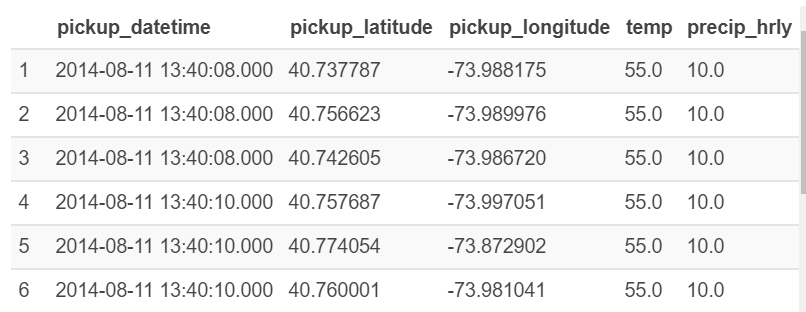 pickup_datetime pickup_latitude pickup_longitude temp precip_hrly
1 2014-08-11 13:40:08.000 40.737787 -73.988175 55.0 10.0
2 2014-08-11 13:40:08.000 40.756623 -73.989976 55.0 10.0
3 2014-08-11 13:40:08.000 40.742605 -73.986720 55.0 10.0
4 2014-08-11 13:40:10.000 40.757687 -73.997051 55.0 10.0
5 2014-08-11 13:40:10.000 40.774054 -73.872902 55.0 10.0
6 2014-08-11 13:40:10.000 40.760001 -73.981041 55.0 10.0